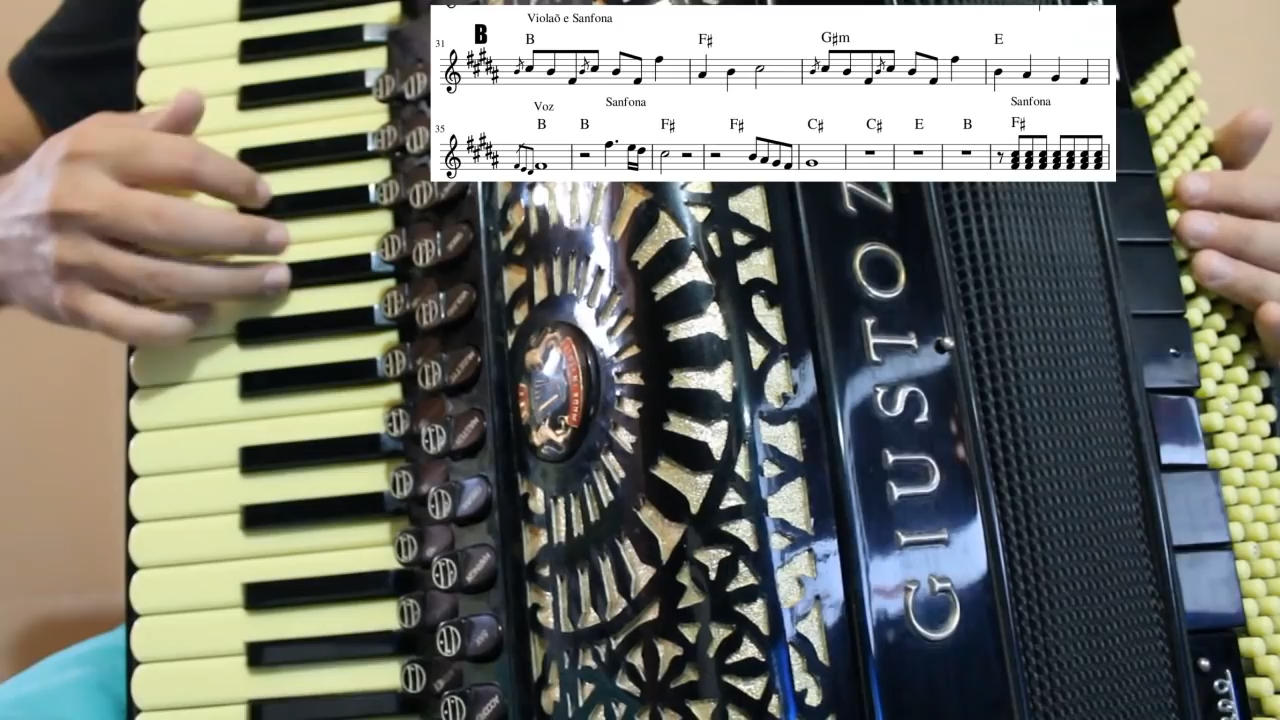 Violaõ e Sanfona
B
31
B F♯ G♯m E
Voz Sanfona Sanfona
35
B B F♯ F♯ C♯ C♯ E B F♯
GIUSTOZ